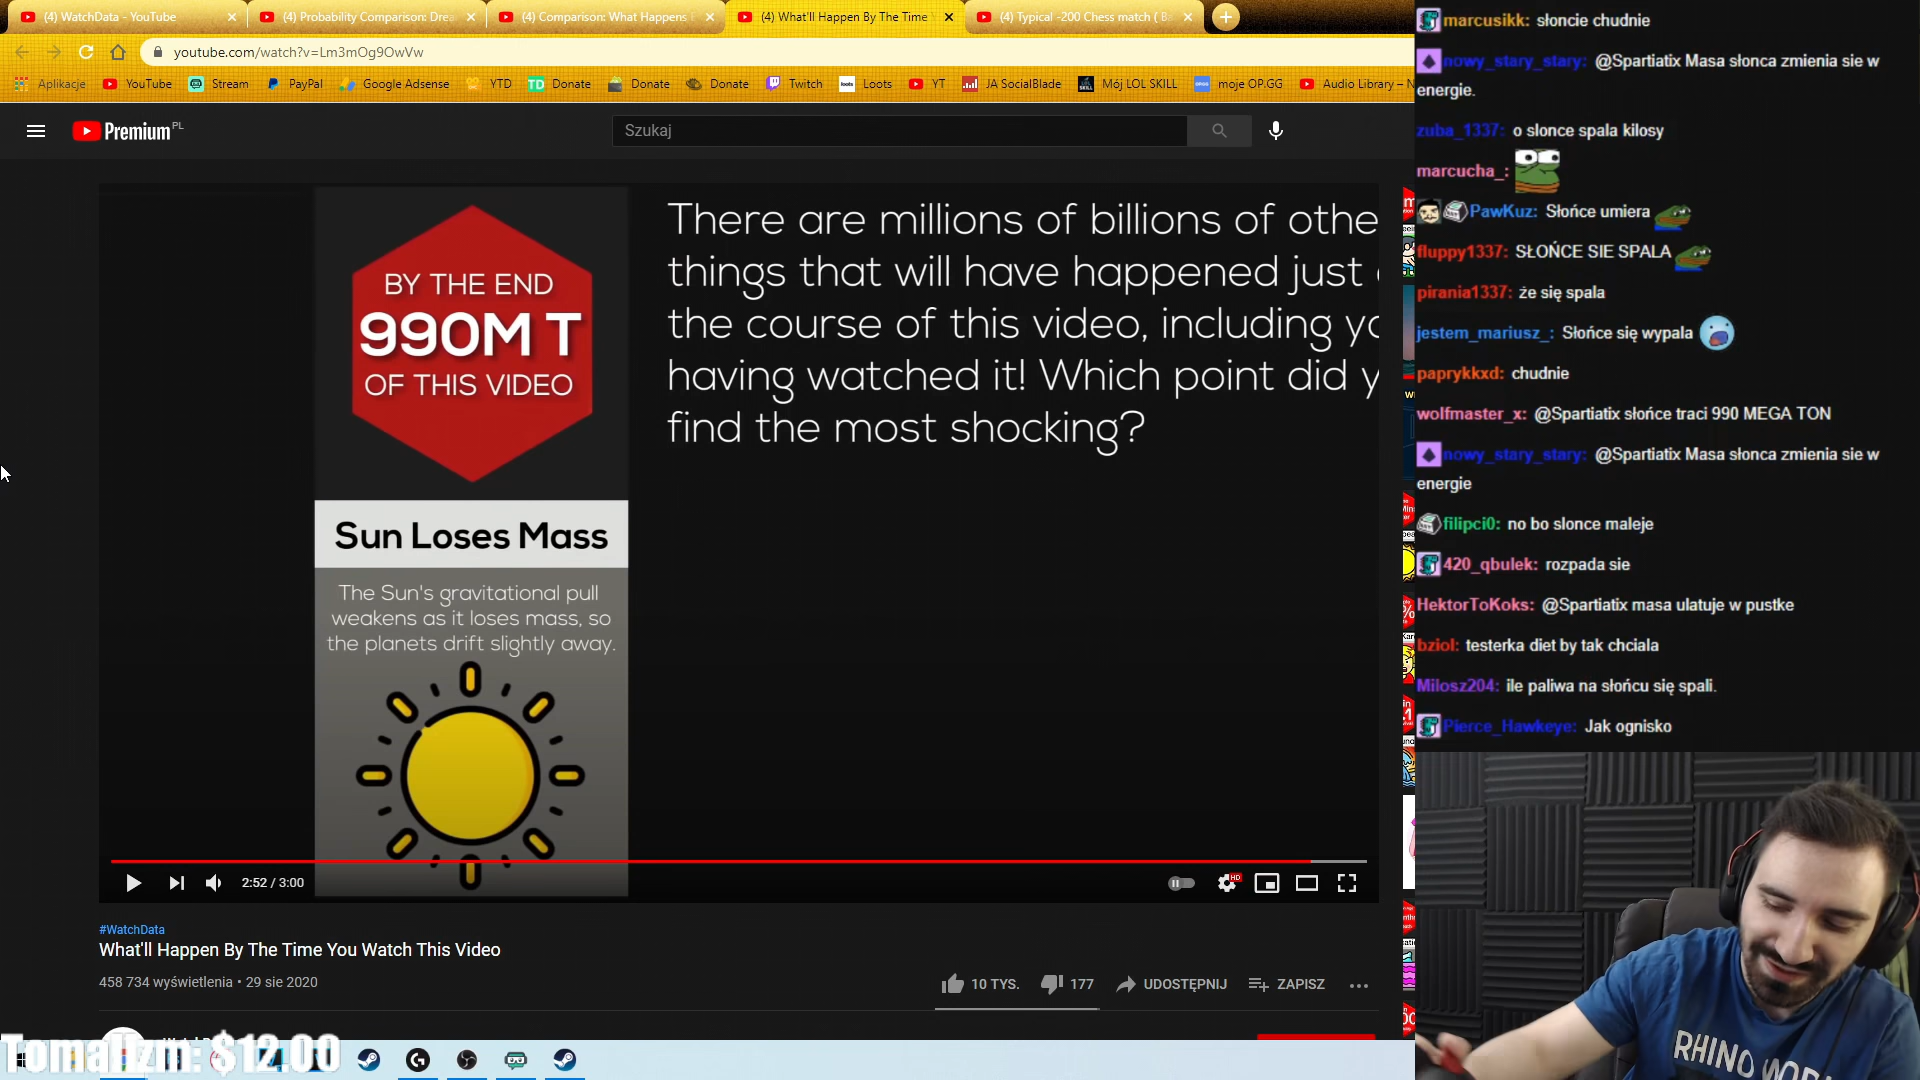 (4) WatchData - YouTube
(4) Probability Comparison: Drea
(4) Comparison: What Happens
(4) What'll Happen By The Time
(4) Typical -200 Chess match ( Ba
youtube.com/watch?v=Lm3mOg9OwVw
Aplikacje YouTube Stream PayPal Google Adsense YTD Donate Donate Donate Twitch Loots YT JA SocialBlade Mój LOL SKILL moje OP.GG Audio Library – N
Premium PL
Szukaj
BY THE END
990M T
OF THIS VIDEO
Sun Loses Mass
The Sun's gravitational pull
weakens as it loses mass, so
the planets drift slightly away.
There are millions of billions of othe
things that will have happened just
the course of this video, including yo
having watched it! Which point did y
find the most shocking?
2:52 / 3:00
HD
#WatchData
What'll Happen By The Time You Watch This Video
458 734 wyświetlenia • 29 sie 2020
10 TYS. 177 UDOSTĘPNIJ ZAPISZ
Tomalizm: $12.00
marcusikk: słoncie chudnie
nowy_stary_stary: @Spartiatix Masa słonca zmienia sie w
energie.
zuba_1337: o slonce spala kilosy
marcucha_:
PawKuz: Słońce umiera
fluppy1337: SŁOŃCE SIE SPALA
pirania1337: że się spala
jestem_mariusz_: Słońce się wypala
paprykkxd: chudnie
wolfmaster_x: @Spartiatix słońce traci 990 MEGA TON
nowy_stary_stary: @Spartiatix Masa słonca zmienia sie w
energie
filipci0: no bo slonce maleje
420_qbulek: rozpada sie
HektorToKoks: @Spartiatix masa ulatuje w pustke
bziol: testerka diet by tak chciala
Milosz204: ile paliwa na słońcu się spali.
Pierce_Hawkeye: Jak ognisko
RHINO